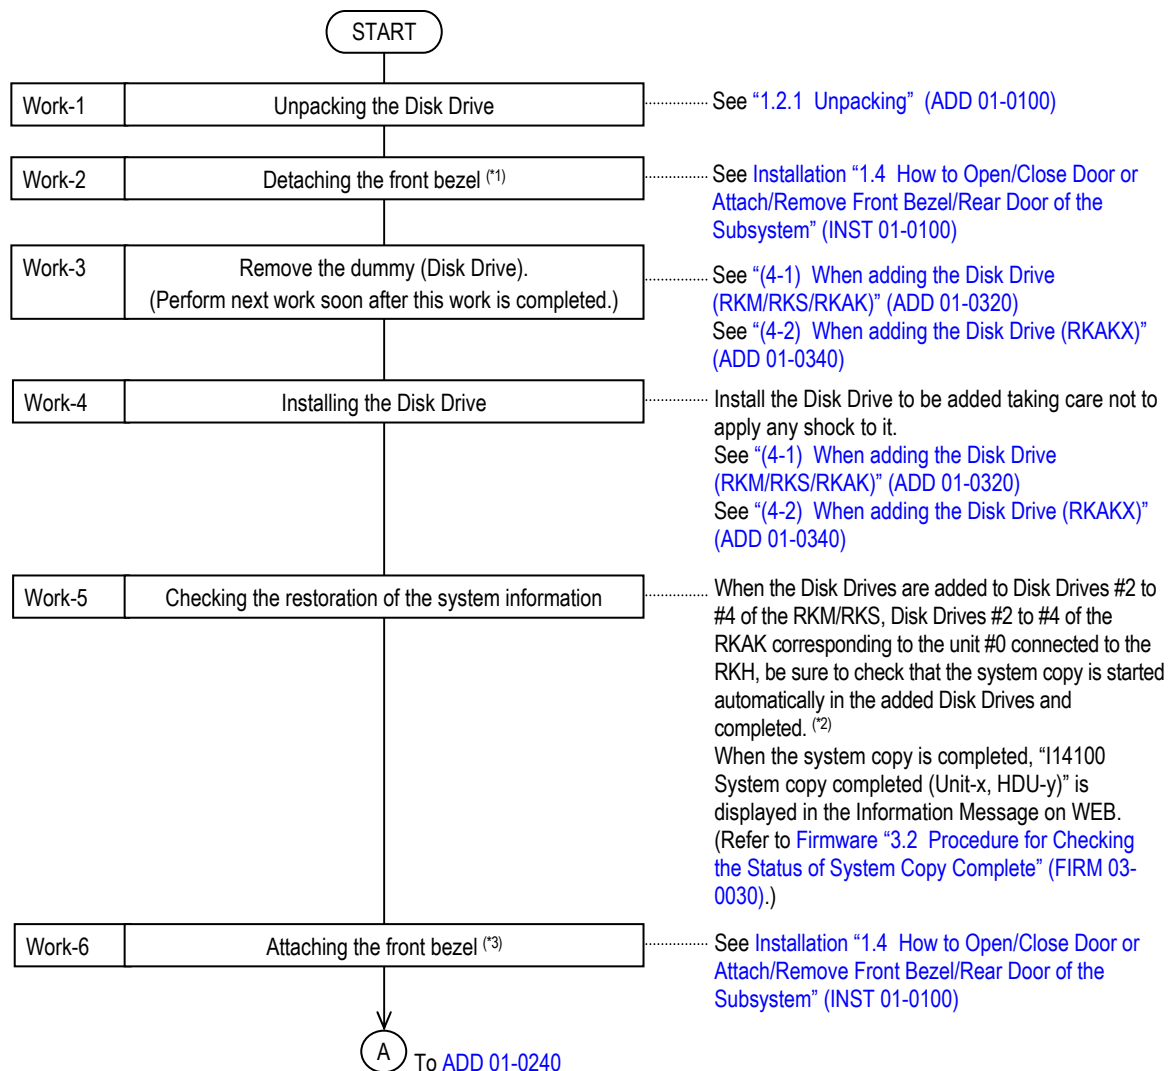 START
Work-1
Unpacking the Disk Drive
See “1.2.1 Unpacking” (ADD 01-0100)
Work-2
Detaching the front bezel (*1)
See Installation “1.4 How to Open/Close Door or
Attach/Remove Front Bezel/Rear Door of the
Subsystem” (INST 01-0100)
Work-3
Remove the dummy (Disk Drive).
(Perform next work soon after this work is completed.)
See “(4-1) When adding the Disk Drive
(RKM/RKS/RKAK)” (ADD 01-0320)
See “(4-2) When adding the Disk Drive (RKAKX)”
(ADD 01-0340)
Work-4
Installing the Disk Drive
Install the Disk Drive to be added taking care not to
apply any shock to it.
See “(4-1) When adding the Disk Drive
(RKM/RKS/RKAK)” (ADD 01-0320)
See “(4-2) When adding the Disk Drive (RKAKX)”
(ADD 01-0340)
Work-5
Checking the restoration of the system information
When the Disk Drives are added to Disk Drives #2 to
#4 of the RKM/RKS, Disk Drives #2 to #4 of the
RKAK corresponding to the unit #0 connected to the
RKH, be sure to check that the system copy is started
automatically in the added Disk Drives and
completed. (*2)
When the system copy is completed, “I14100
System copy completed (Unit-x, HDU-y)” is
displayed in the Information Message on WEB.
(Refer to Firmware “3.2 Procedure for Checking
the Status of System Copy Complete” (FIRM 03-
0030).)
Work-6
Attaching the front bezel (*3)
See Installation “1.4 How to Open/Close Door or
Attach/Remove Front Bezel/Rear Door of the
Subsystem” (INST 01-0100)
A
To ADD 01-0240